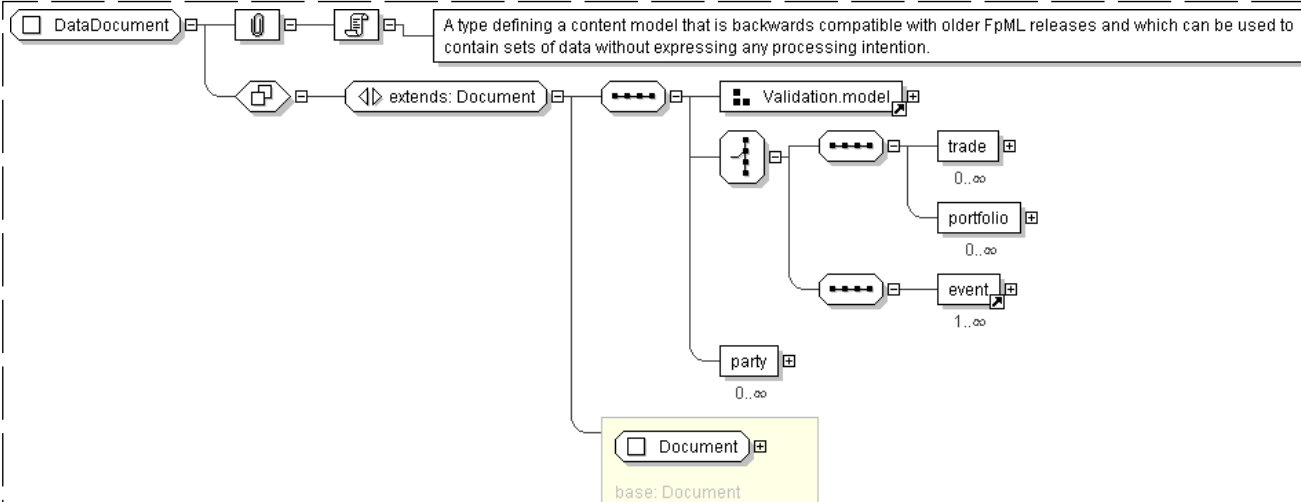 DataDocument
A type defining a content model that is backwards compatible with older FpML releases and which can be used to
contain sets of data without expressing any processing intention.
extends: Document
Validation.model
trade
0..∞
portfolio
0..∞
event
1..∞
party
0..∞
Document
base: Document